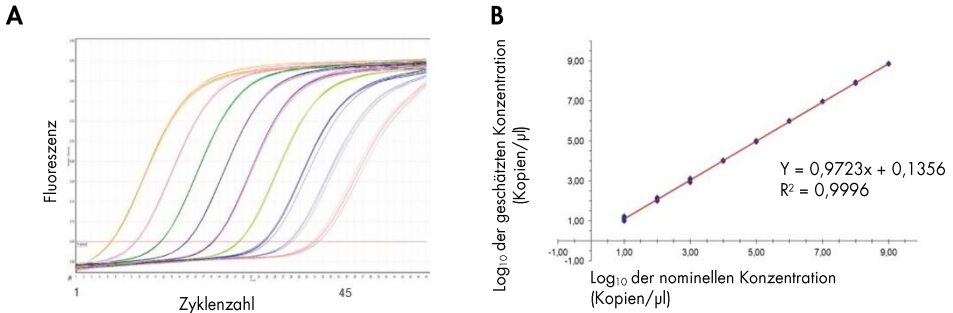 A
Fluoreszenz
1
45
Zyklenzahl
B
Log10 der geschätzten Konzentration
(Kopien/µl)
9,00
7,00
5,00
3,00
1,00
-1,00
-1,00
1,00
3,00
5,00
7,00
9,00
Y = 0,9723x + 0,1356
R² = 0,9996
Log10 der nominellen Konzentration
(Kopien/µl)